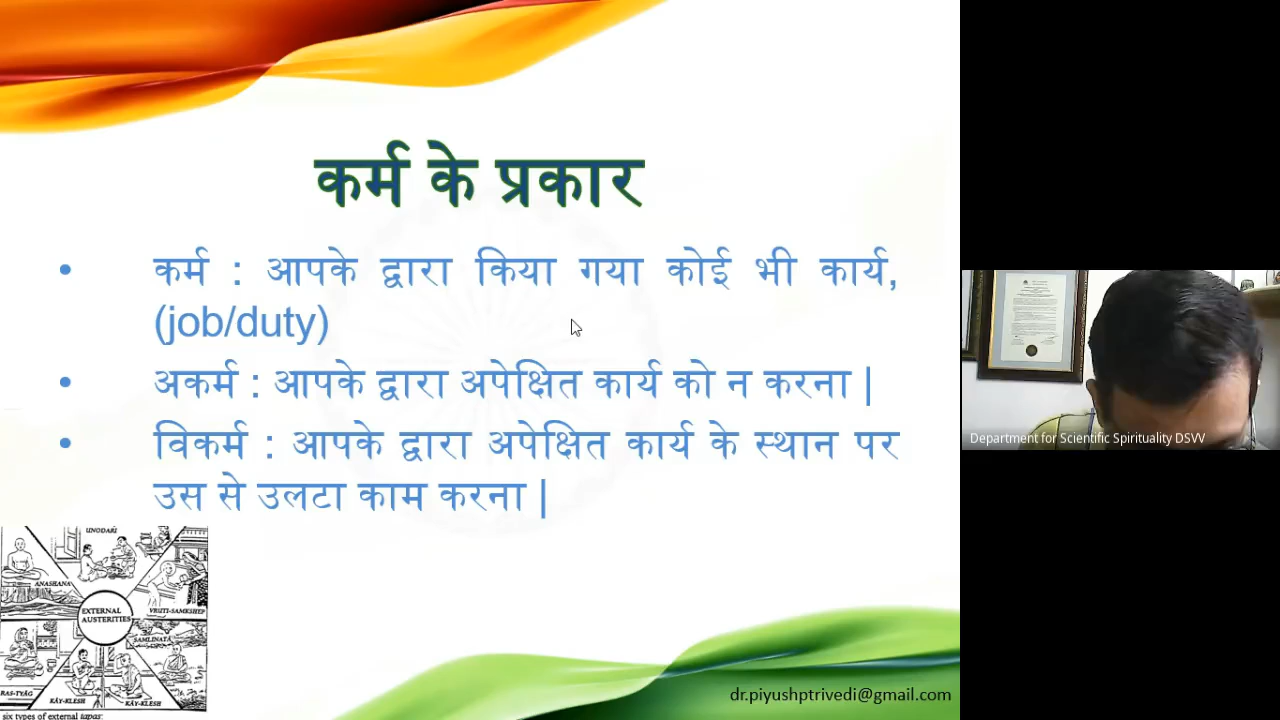 कर्म के प्रकार
• कर्म : आपके द्वारा किया गया कोई भी कार्य,
(job/duty)
• अकर्म : आपके द्वारा अपेक्षित कार्य को न करना |
• विकर्म : आपके द्वारा अपेक्षित कार्य के स्थान पर
उस से उलटा काम करना |
UNODARI
ANASHANA
VRUTI-SAMKSHEP
EXTERNAL
AUSTERITIES
SAMLINATA
RAS-TYAG
KAY-KLESH
KAY-KLESH
six types of external tapas:
dr.piyushptrivedi@gmail.com
Department for Scientific Spirituality DSVV